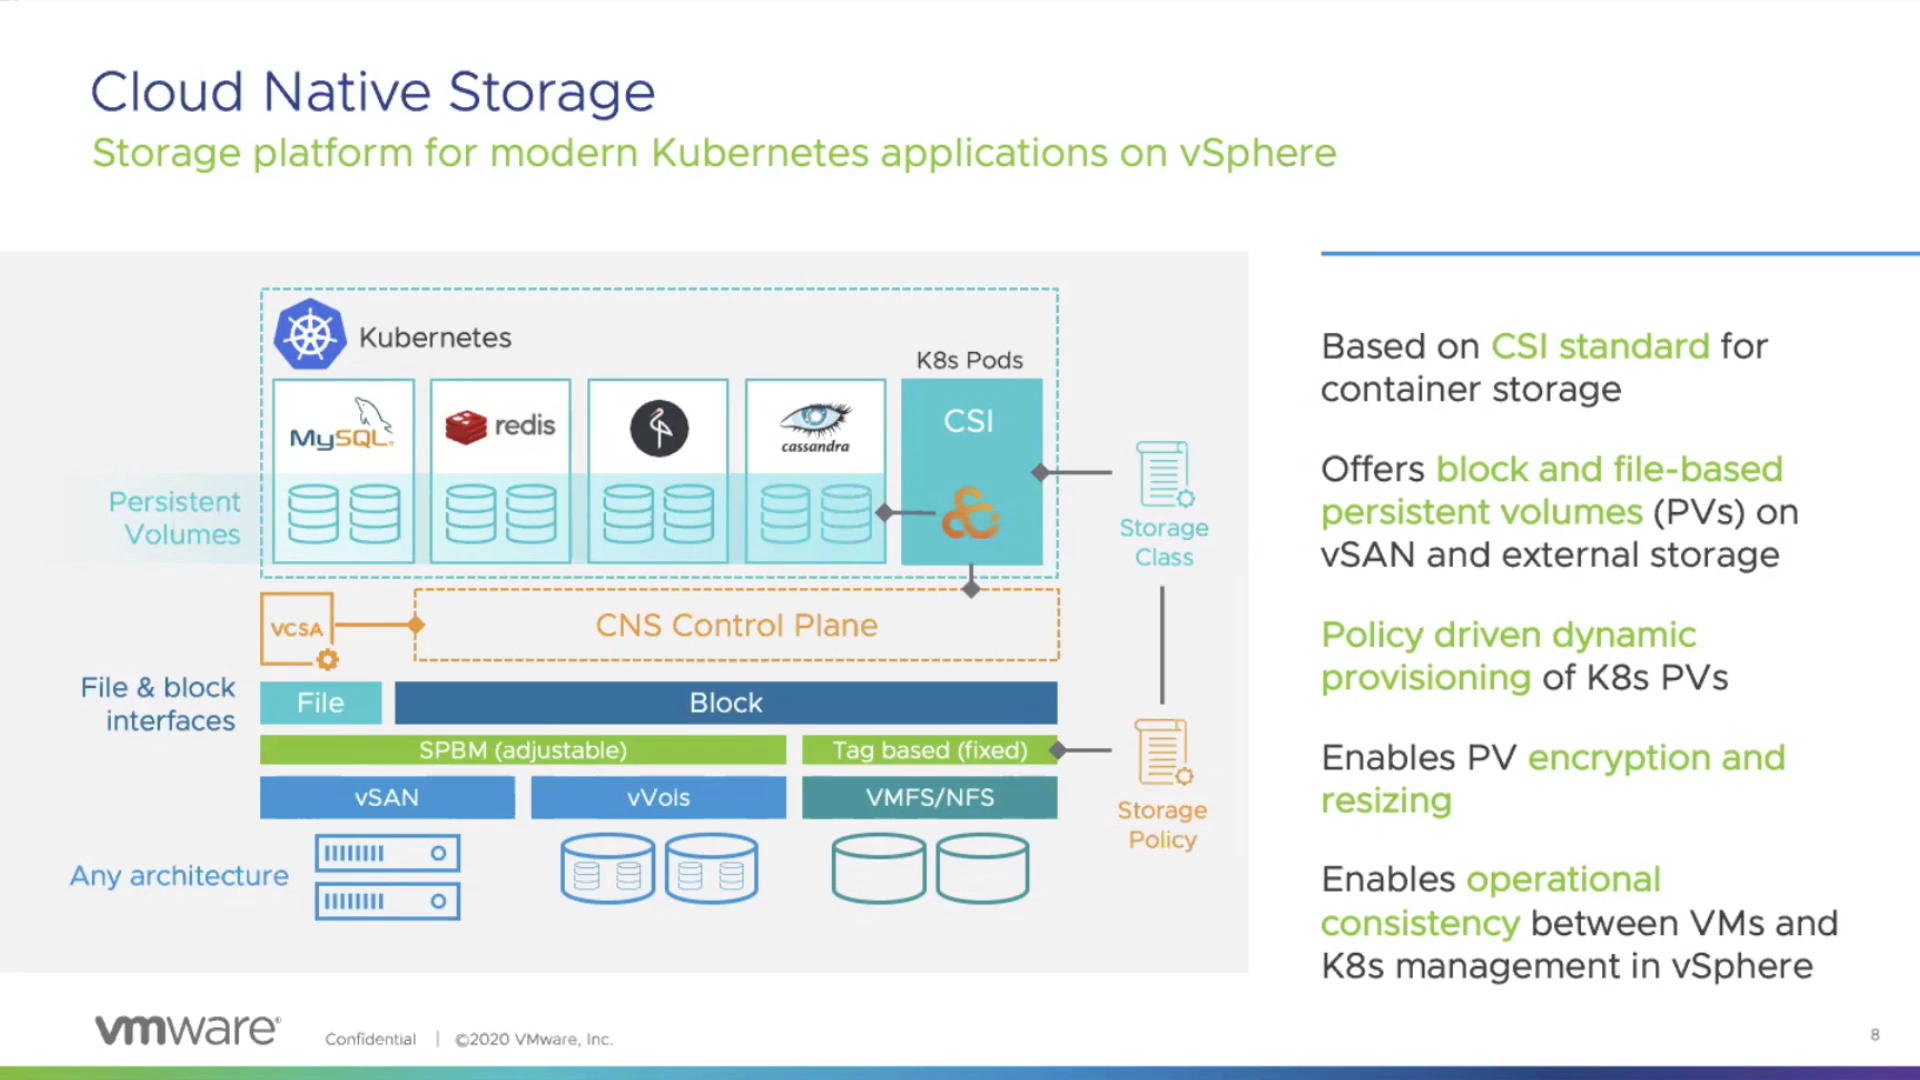 Cloud Native Storage
Storage platform for modern Kubernetes applications on vSphere
Kubernetes
K8s Pods
MySQL®
redis
cassandra
CSI
Persistent
Volumes
Storage
Class
VCSA
CNS Control Plane
File & block
interfaces
File
Block
SPBM (adjustable)
Tag based (fixed)
vSAN
vVols
VMFS/NFS
Storage
Policy
Any architecture
Based on CSI standard for
container storage
Offers block and file-based
persistent volumes (PVs) on
vSAN and external storage
Policy driven dynamic
provisioning of K8s PVs
Enables PV encryption and
resizing
Enables operational
consistency between VMs and
K8s management in vSphere
vmware®
Confidential | ©2020 VMware, Inc.
8